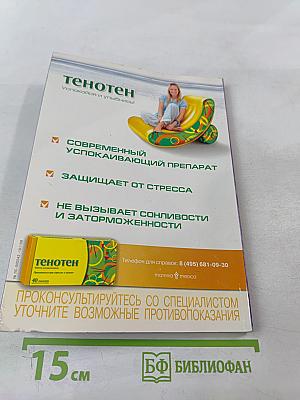 тенотен
Успокойся и улыбнись!
СОВРЕМЕННЫЙ
УСПОКАИВАЮЩИЙ ПРЕПАРАТ
ЗАЩИЩАЕТ ОТ СТРЕССА
НЕ ВЫЗЫВАЕТ СОНЛИВОСТИ
И ЗАТОРМОЖЕННОСТИ
тенотен
Телефон для справок: 8 (495) 681-09-30
ПРОКОНСУЛЬТИРУЙТЕСЬ СО СПЕЦИАЛИСТОМ
УТОЧНИТЕ ВОЗМОЖНЫЕ ПРОТИВОПОКАЗАНИЯ
15 см
БФ БИБЛИОФАН